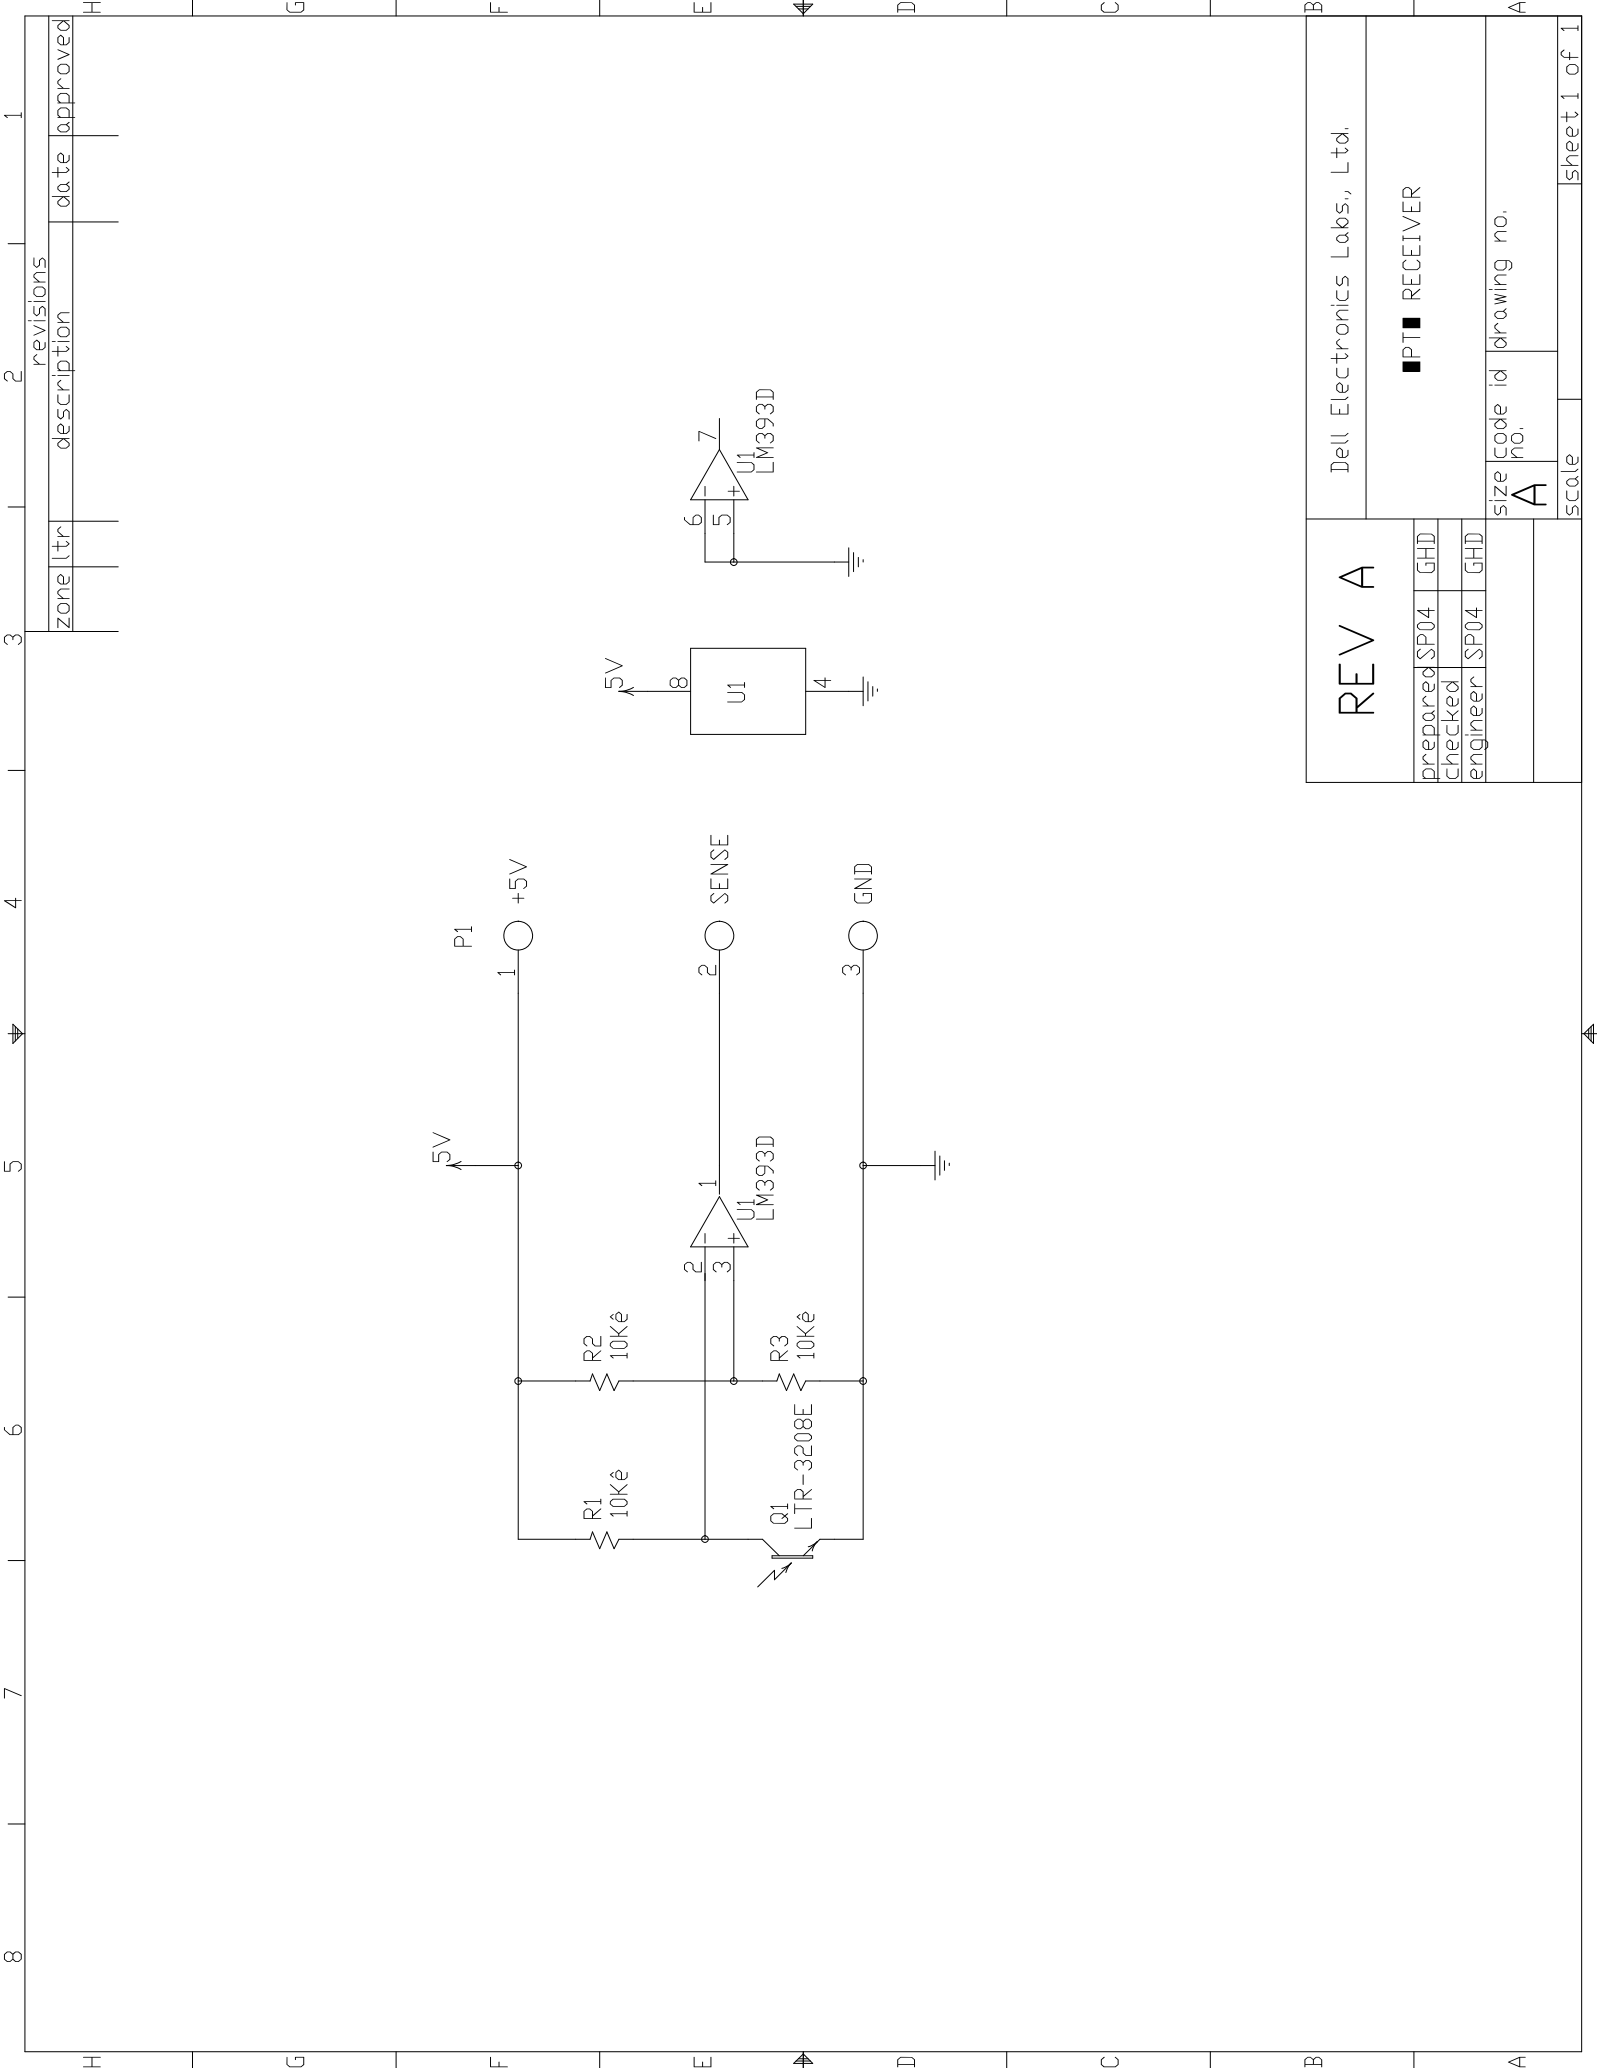 8 7 6 5 4 3 2 1
H
G
F
E
D
C
B
A
H
G
F
E
D
C
B
A
revisions
zone ltr description date approved
5V
P1
1 +5V
R1
10Kê
R2
10Kê
2
3
1
U1
LM393D
2 SENSE
Q1
LTR-3208E
R3
10Kê
3 GND
5V
8
U1
4
6
5
7
U1
LM393D
REV A
Dell Electronics Labs., Ltd.
■PT■ RECEIVER
prepared SP04 GHD
checked
engineer SP04 GHD
size code id no. drawing no.
A
scale sheet 1 of 1